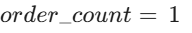 order_count = 1